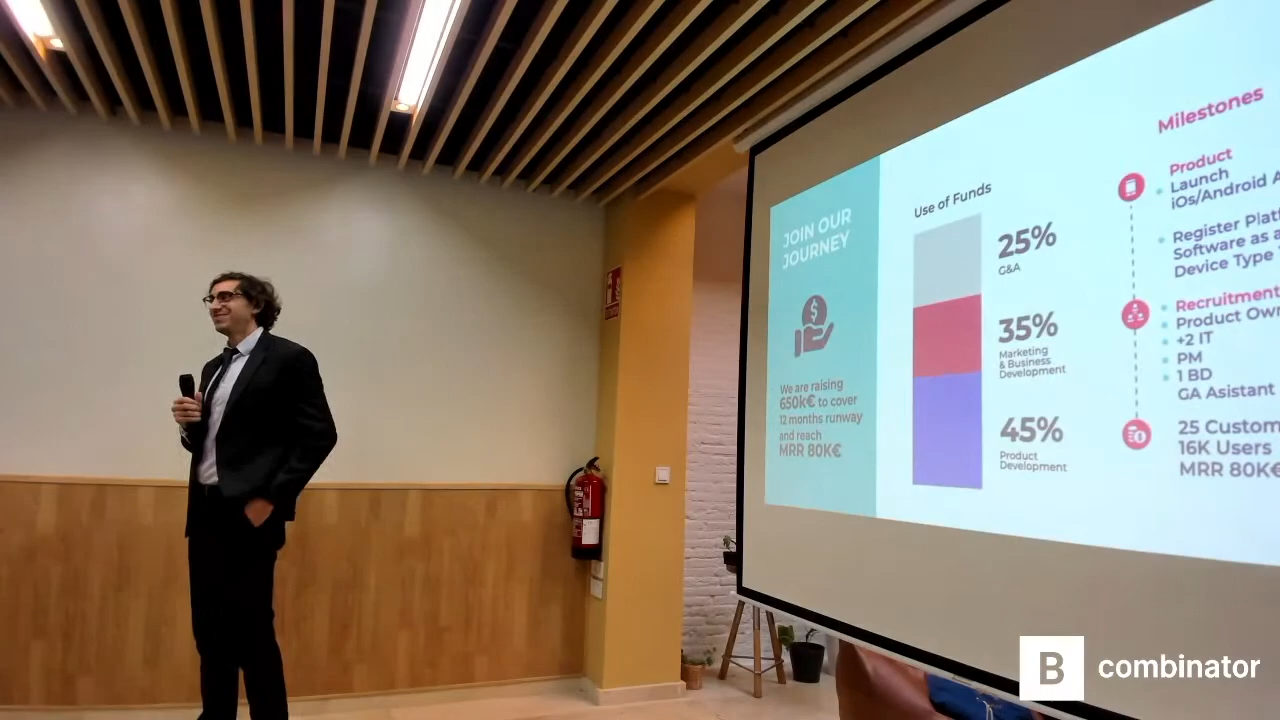 JOIN OUR
JOURNEY
We are raising
650k€ to cover
12 months runway
and reach
MRR 80K€
Use of Funds
25%
G&A
35%
Marketing
& Business
Development
45%
Product
Development
Milestones
Product
Launch
iOs/Android
Register
Software as a
Device Type
Recruitment
Product
+2 IT
PM
1 BD
GA Asistant
25
16K Users
MRR 80K€
B combinator